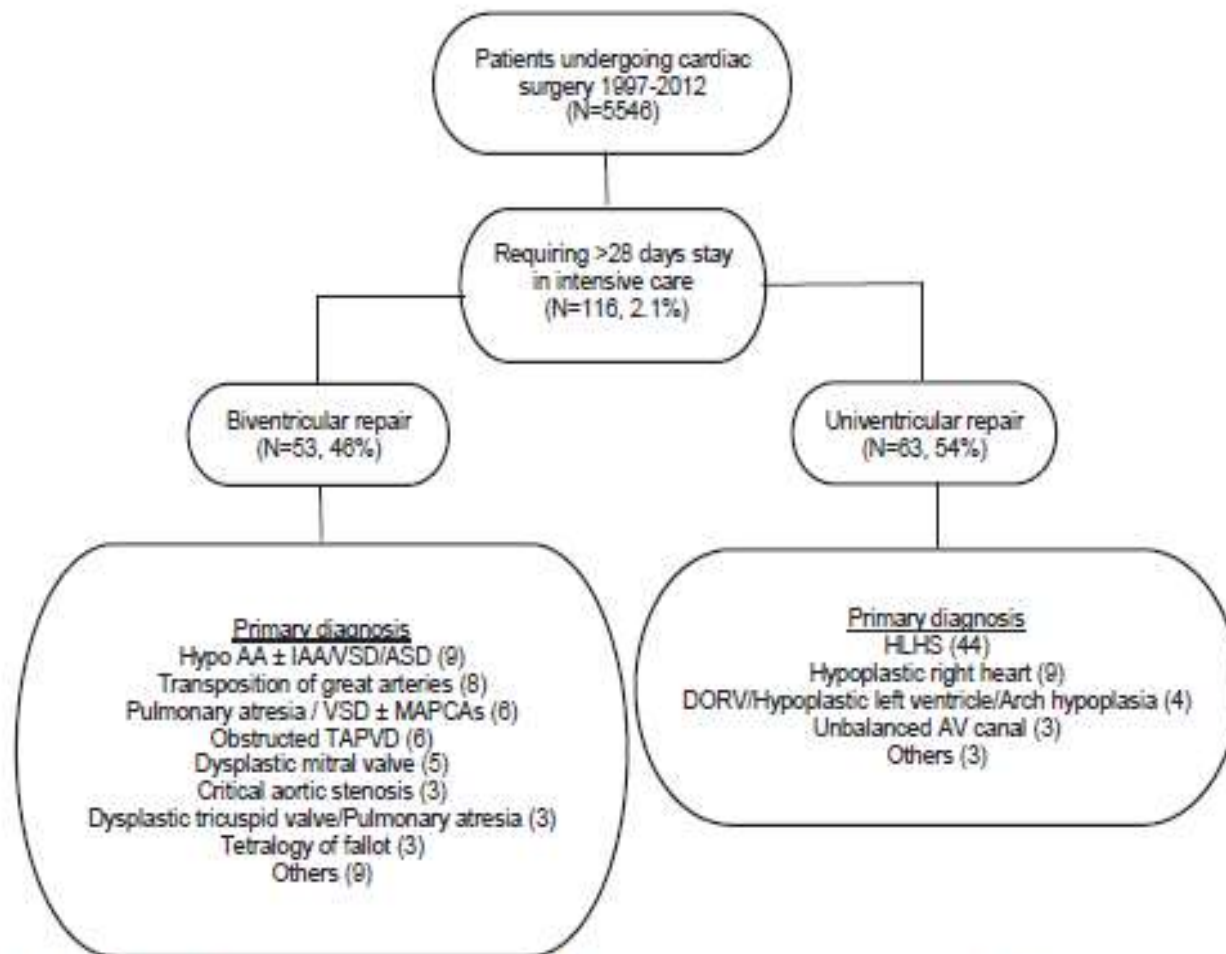 Patients undergoing cardiac
surgery 1997-2012
(N=5546)
Requiring >28 days stay
in intensive care
(N=116, 2.1%)
Biventricular repair
(N=53, 46%)
Univentricular repair
(N=63, 54%)
Primary diagnosis
Hypo AA ± IAA/VSD/ASD (9)
Transposition of great arteries (8)
Pulmonary atresia / VSD ± MAPCAs (6)
Obstructed TAPVD (6)
Dysplastic mitral valve (5)
Critical aortic stenosis (3)
Dysplastic tricuspid valve/Pulmonary atresia (3)
Tetralogy of fallot (3)
Others (9)
Primary diagnosis
HLHS (44)
Hypoplastic right heart (9)
DORV/Hypoplastic left ventricle/Arch hypoplasia (4)
Unbalanced AV canal (3)
Others (3)